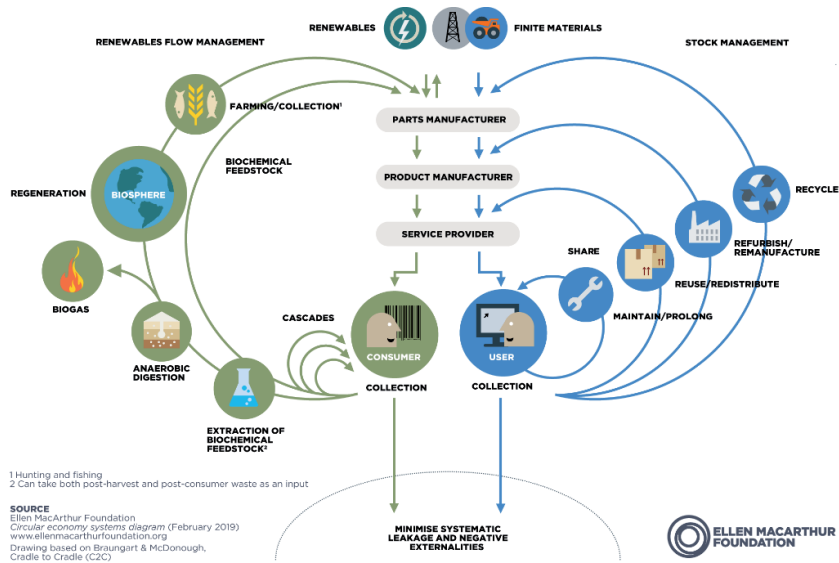 RENEWABLES FLOW MANAGEMENT
RENEWABLES
FINITE MATERIALS
STOCK MANAGEMENT
FARMING/COLLECTION¹
PARTS MANUFACTURER
BIOCHEMICAL
FEEDSTOCK
PRODUCT MANUFACTURER
REGENERATION
BIOSPHERE
RECYCLE
SERVICE PROVIDER
REFURBISH/
REMANUFACTURE
SHARE
REUSE/REDISTRIBUTE
BIOGAS
CASCADES
MAINTAIN/PROLONG
CONSUMER
USER
ANAEROBIC
DIGESTION
COLLECTION
COLLECTION
EXTRACTION OF
BIOCHEMICAL
FEEDSTOCK²
1 Hunting and fishing
2 Can take both post-harvest and post-consumer waste as an input
SOURCE
Ellen MacArthur Foundation
Circular economy systems diagram (February 2019)
www.ellenmacarthurfoundation.org
Drawing based on Braungart & McDonough,
Cradle to Cradle (C2C)
MINIMISE SYSTEMATIC
LEAKAGE AND NEGATIVE
EXTERNALITIES
ELLEN MACARTHUR
FOUNDATION